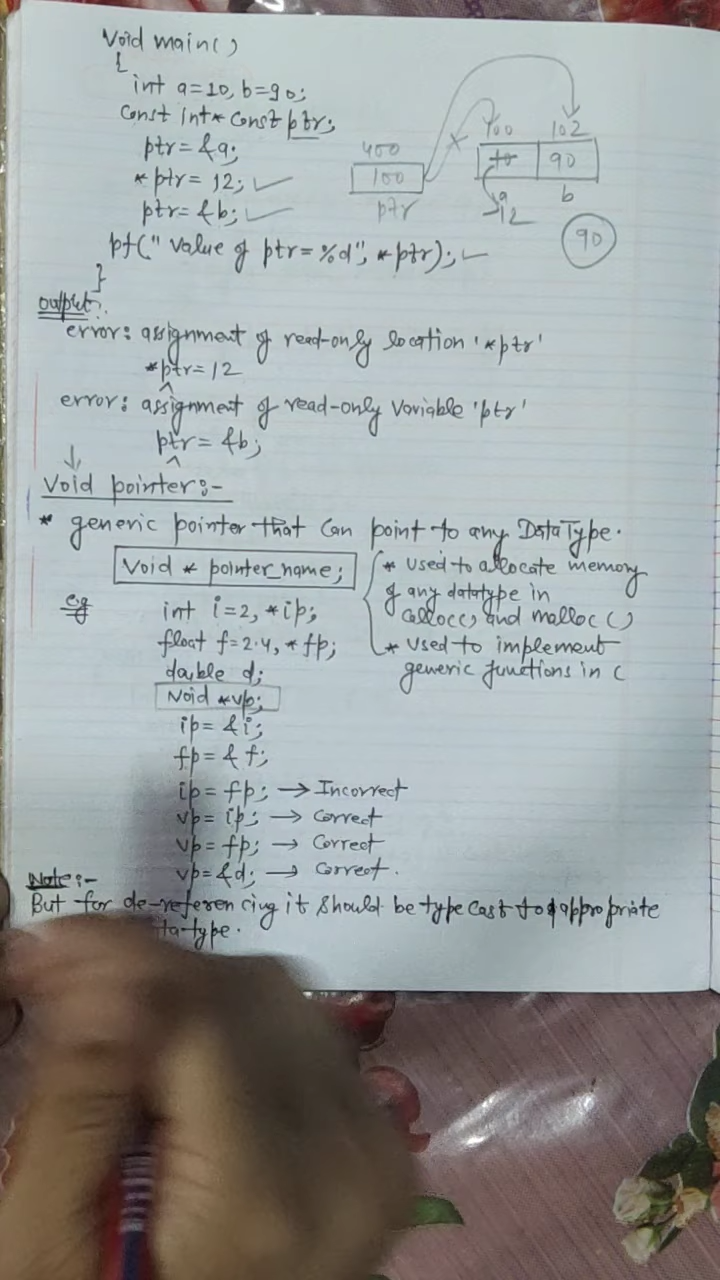 Void main()
{
int a=10, b=90;
const int* const ptr;
ptr = &a;
*ptr = 12; ✓
ptr = &b; ✓
pf(" Value of ptr = %d", *ptr); ✓
}
400
100
ptr
100 102
10 90
a b
12
90
output:
error: assignment of read-only location '*ptr'
*ptr = 12
^
error: assignment of read-only Variable 'ptr'
ptr = &b;
^
Void pointer:-
* generic pointer that can point to any DataType.
Void * pointer_name;
* used to allocate memory
of any datatype in
calloc() and malloc ()
* used to implement
generic functions in C
eg
int i=2, *ip;
float f=2.4, *fp;
double d;
Void *vp;
ip = &i;
fp = &f;
ip = fp; → Incorrect
vp = ip; → Correct
vp = fp; → Correct
vp = &d; → Correct.
Note:-
But for de-referencing it should be type cast to appropriate
ta-type.